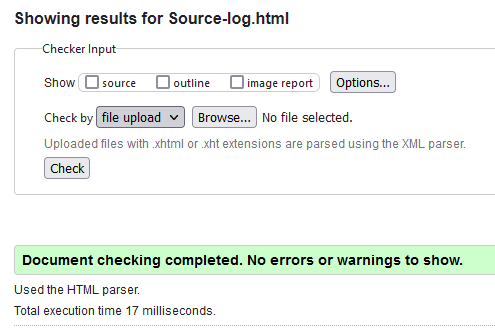 Showing results for Source-log.html
Checker Input
Show source outline image report Options...
Check by file upload Browse... No file selected.
Uploaded files with .xhtml or .xht extensions are parsed using the XML parser.
Check
Document checking completed. No errors or warnings to show.
Used the HTML parser.
Total execution time 17 milliseconds.